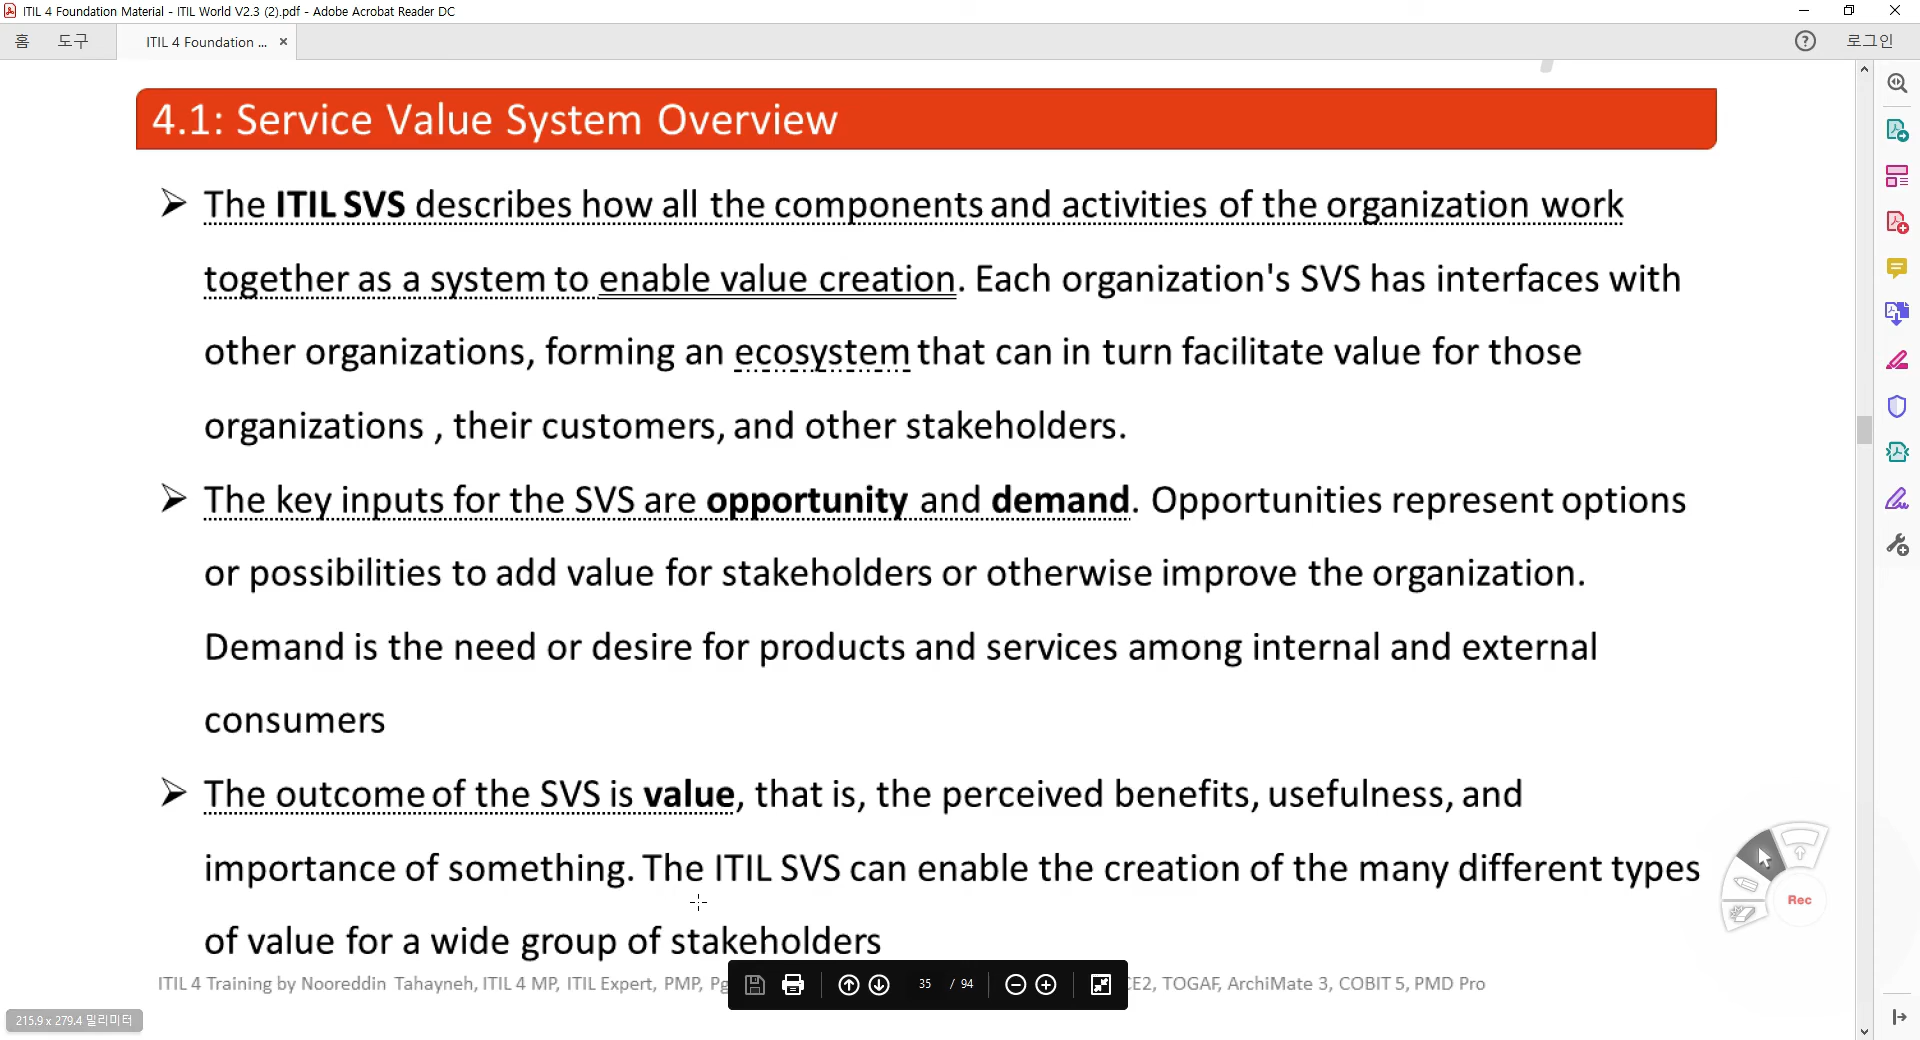 ITIL 4 Foundation Material - ITIL World V2.3 (2).pdf - Adobe Acrobat Reader DC
홈 도구 ITIL 4 Foundation ... × ? 로그인
4.1: Service Value System Overview
The ITIL SVS describes how all the components and activities of the organization work
together as a system to enable value creation. Each organization's SVS has interfaces with
other organizations, forming an ecosystem that can in turn facilitate value for those
organizations , their customers, and other stakeholders.
The key inputs for the SVS are opportunity and demand. Opportunities represent options
or possibilities to add value for stakeholders or otherwise improve the organization.
Demand is the need or desire for products and services among internal and external
consumers
The outcome of the SVS is value, that is, the perceived benefits, usefulness, and
importance of something. The ITIL SVS can enable the creation of the many different types
of value for a wide group of stakeholders
Rec
ITIL 4 Training by Nooreddin Tahayneh, ITIL 4 MP, ITIL Expert, PMP, Pg CE2, TOGAF, ArchiMate 3, COBIT 5, PMD Pro
35 / 94
215.9 x 279.4 밀리미터